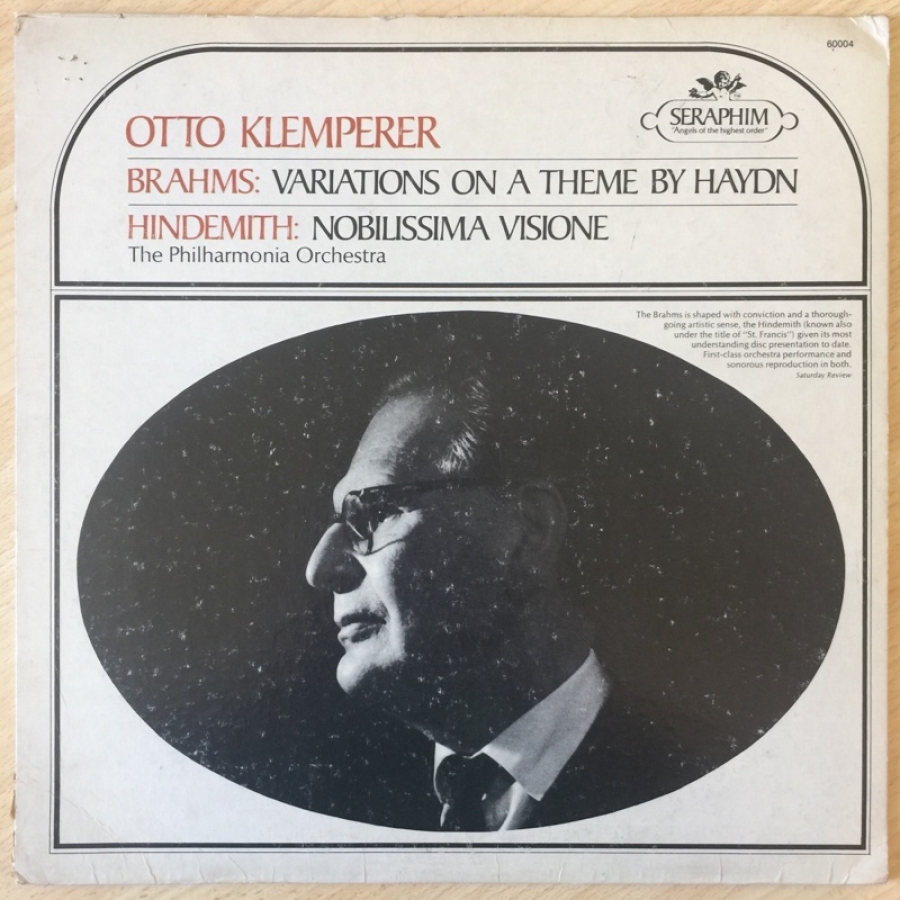 60004
SERAPHIM
"Angels of the highest order"
OTTO KLEMPERER
BRAHMS: VARIATIONS ON A THEME BY HAYDN
HINDEMITH: NOBILISSIMA VISIONE
The Philharmonia Orchestra
The Brahms is shaped with conviction and a thorough-
going artistic sense, the Hindemith (known also
under the title of "St. Francis") given its most
understanding disc presentation to date.
First-class orchestra performance and
sonorous reproduction in both.
Saturday Review